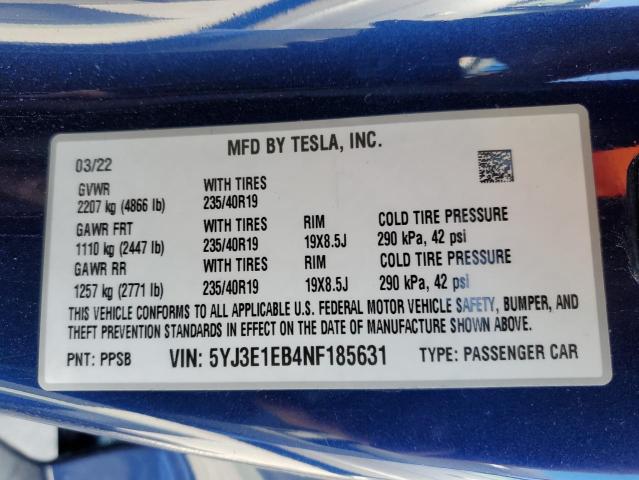 MFD BY TESLA, INC.
03/22
GVWR WITH TIRES
2207 kg (4866 lb) 235/40R19
GAWR FRT WITH TIRES RIM COLD TIRE PRESSURE
1110 kg (2447 lb) 235/40R19 19X8.5J 290 kPa, 42 psi
GAWR RR WITH TIRES RIM COLD TIRE PRESSURE
1257 kg (2771 lb) 235/40R19 19X8.5J 290 kPa, 42 psi
THIS VEHICLE CONFORMS TO ALL APPLICABLE U.S. FEDERAL MOTOR VEHICLE SAFETY, BUMPER, AND
THEFT PREVENTION STANDARDS IN EFFECT ON THE DATE OF MANUFACTURE SHOWN ABOVE.
PNT: PPSB VIN: 5YJ3E1EB4NF185631 TYPE: PASSENGER CAR